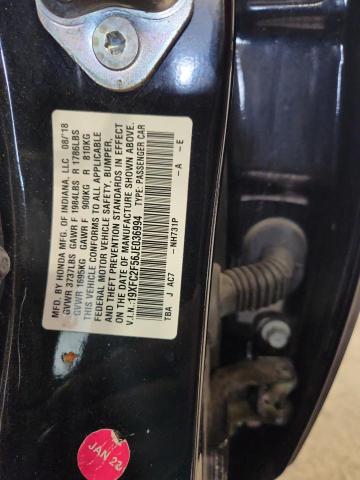 MFD. BY HONDA MFG. OF INDIANA, LLC 08/18
GVWR 3737LBS GAWR F 1984LBS R 1786LBS
GVWR 1695KG GAWR F 900KG R 810KG
THIS VEHICLE CONFORMS TO ALL APPLICABLE
FEDERAL MOTOR VEHICLE SAFETY, BUMPER,
AND THEFT PREVENTION STANDARDS IN EFFECT
ON THE DATE OF MANUFACTURE SHOWN ABOVE.
V.I.N.: 19XFC2F56JE036994 TYPE: PASSENGER CAR
NH731P -A -E
TBA J AC7
JAN 22